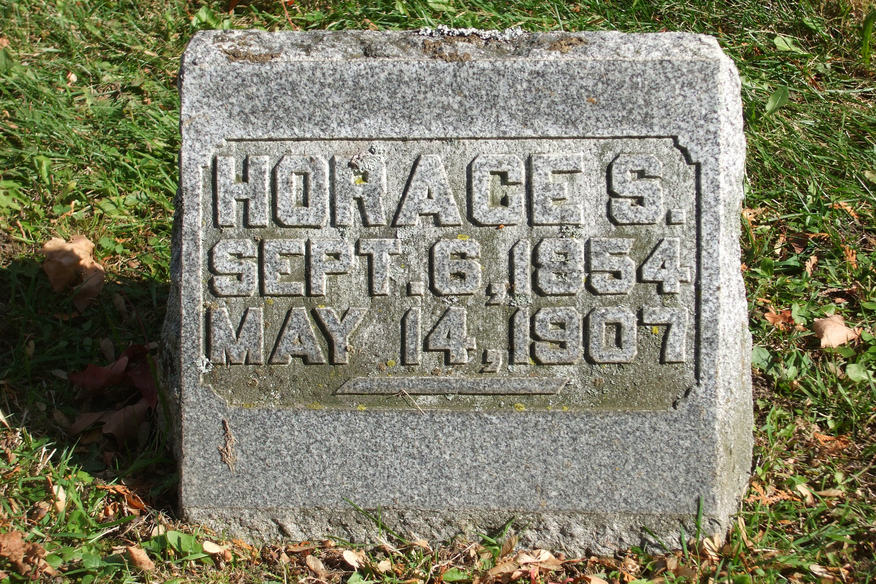 HORACE S.
SEPT. 6, 1854
MAY 14, 1907